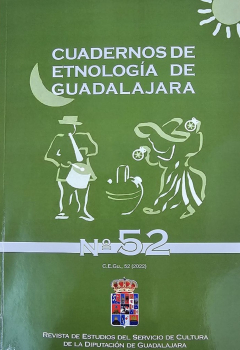 CUADERNOS DE
ETNOLOGÍA DE
GUADALAJARA
Nº 52
C.E.Gu., 52 (2022)
REVISTA DE ESTUDIOS DEL SERVICIO DE CULTURA
DE LA DIPUTACIÓN DE GUADALAJARA